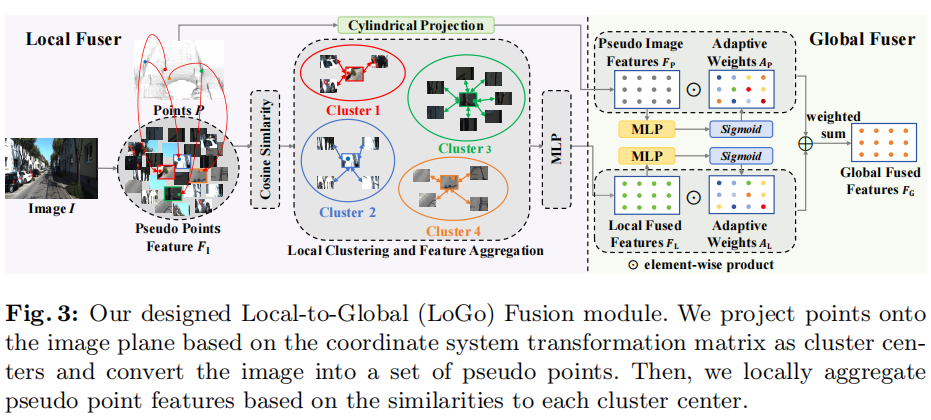 Local Fuser
Cylindrical Projection
Global Fuser
Points P
Image I
Pseudo Points
Feature F_I
Cosine Similarity
Cluster 1
Cluster 2
Cluster 3
Cluster 4
Local Clustering and Feature Aggregation
MLP
Pseudo Image
Features F_P
Adaptive
Weights A_P
MLP
Sigmoid
MLP
Sigmoid
Local Fused
Features F_L
Adaptive
Weights A_L
⊙ element-wise product
weighted
sum
Global Fused
Features F_G
Fig. 3: Our designed Local-to-Global (LoGo) Fusion module. We project points onto
the image plane based on the coordinate system transformation matrix as cluster cen-
ters and convert the image into a set of pseudo points. Then, we locally aggregate
pseudo point features based on the similarities to each cluster center.